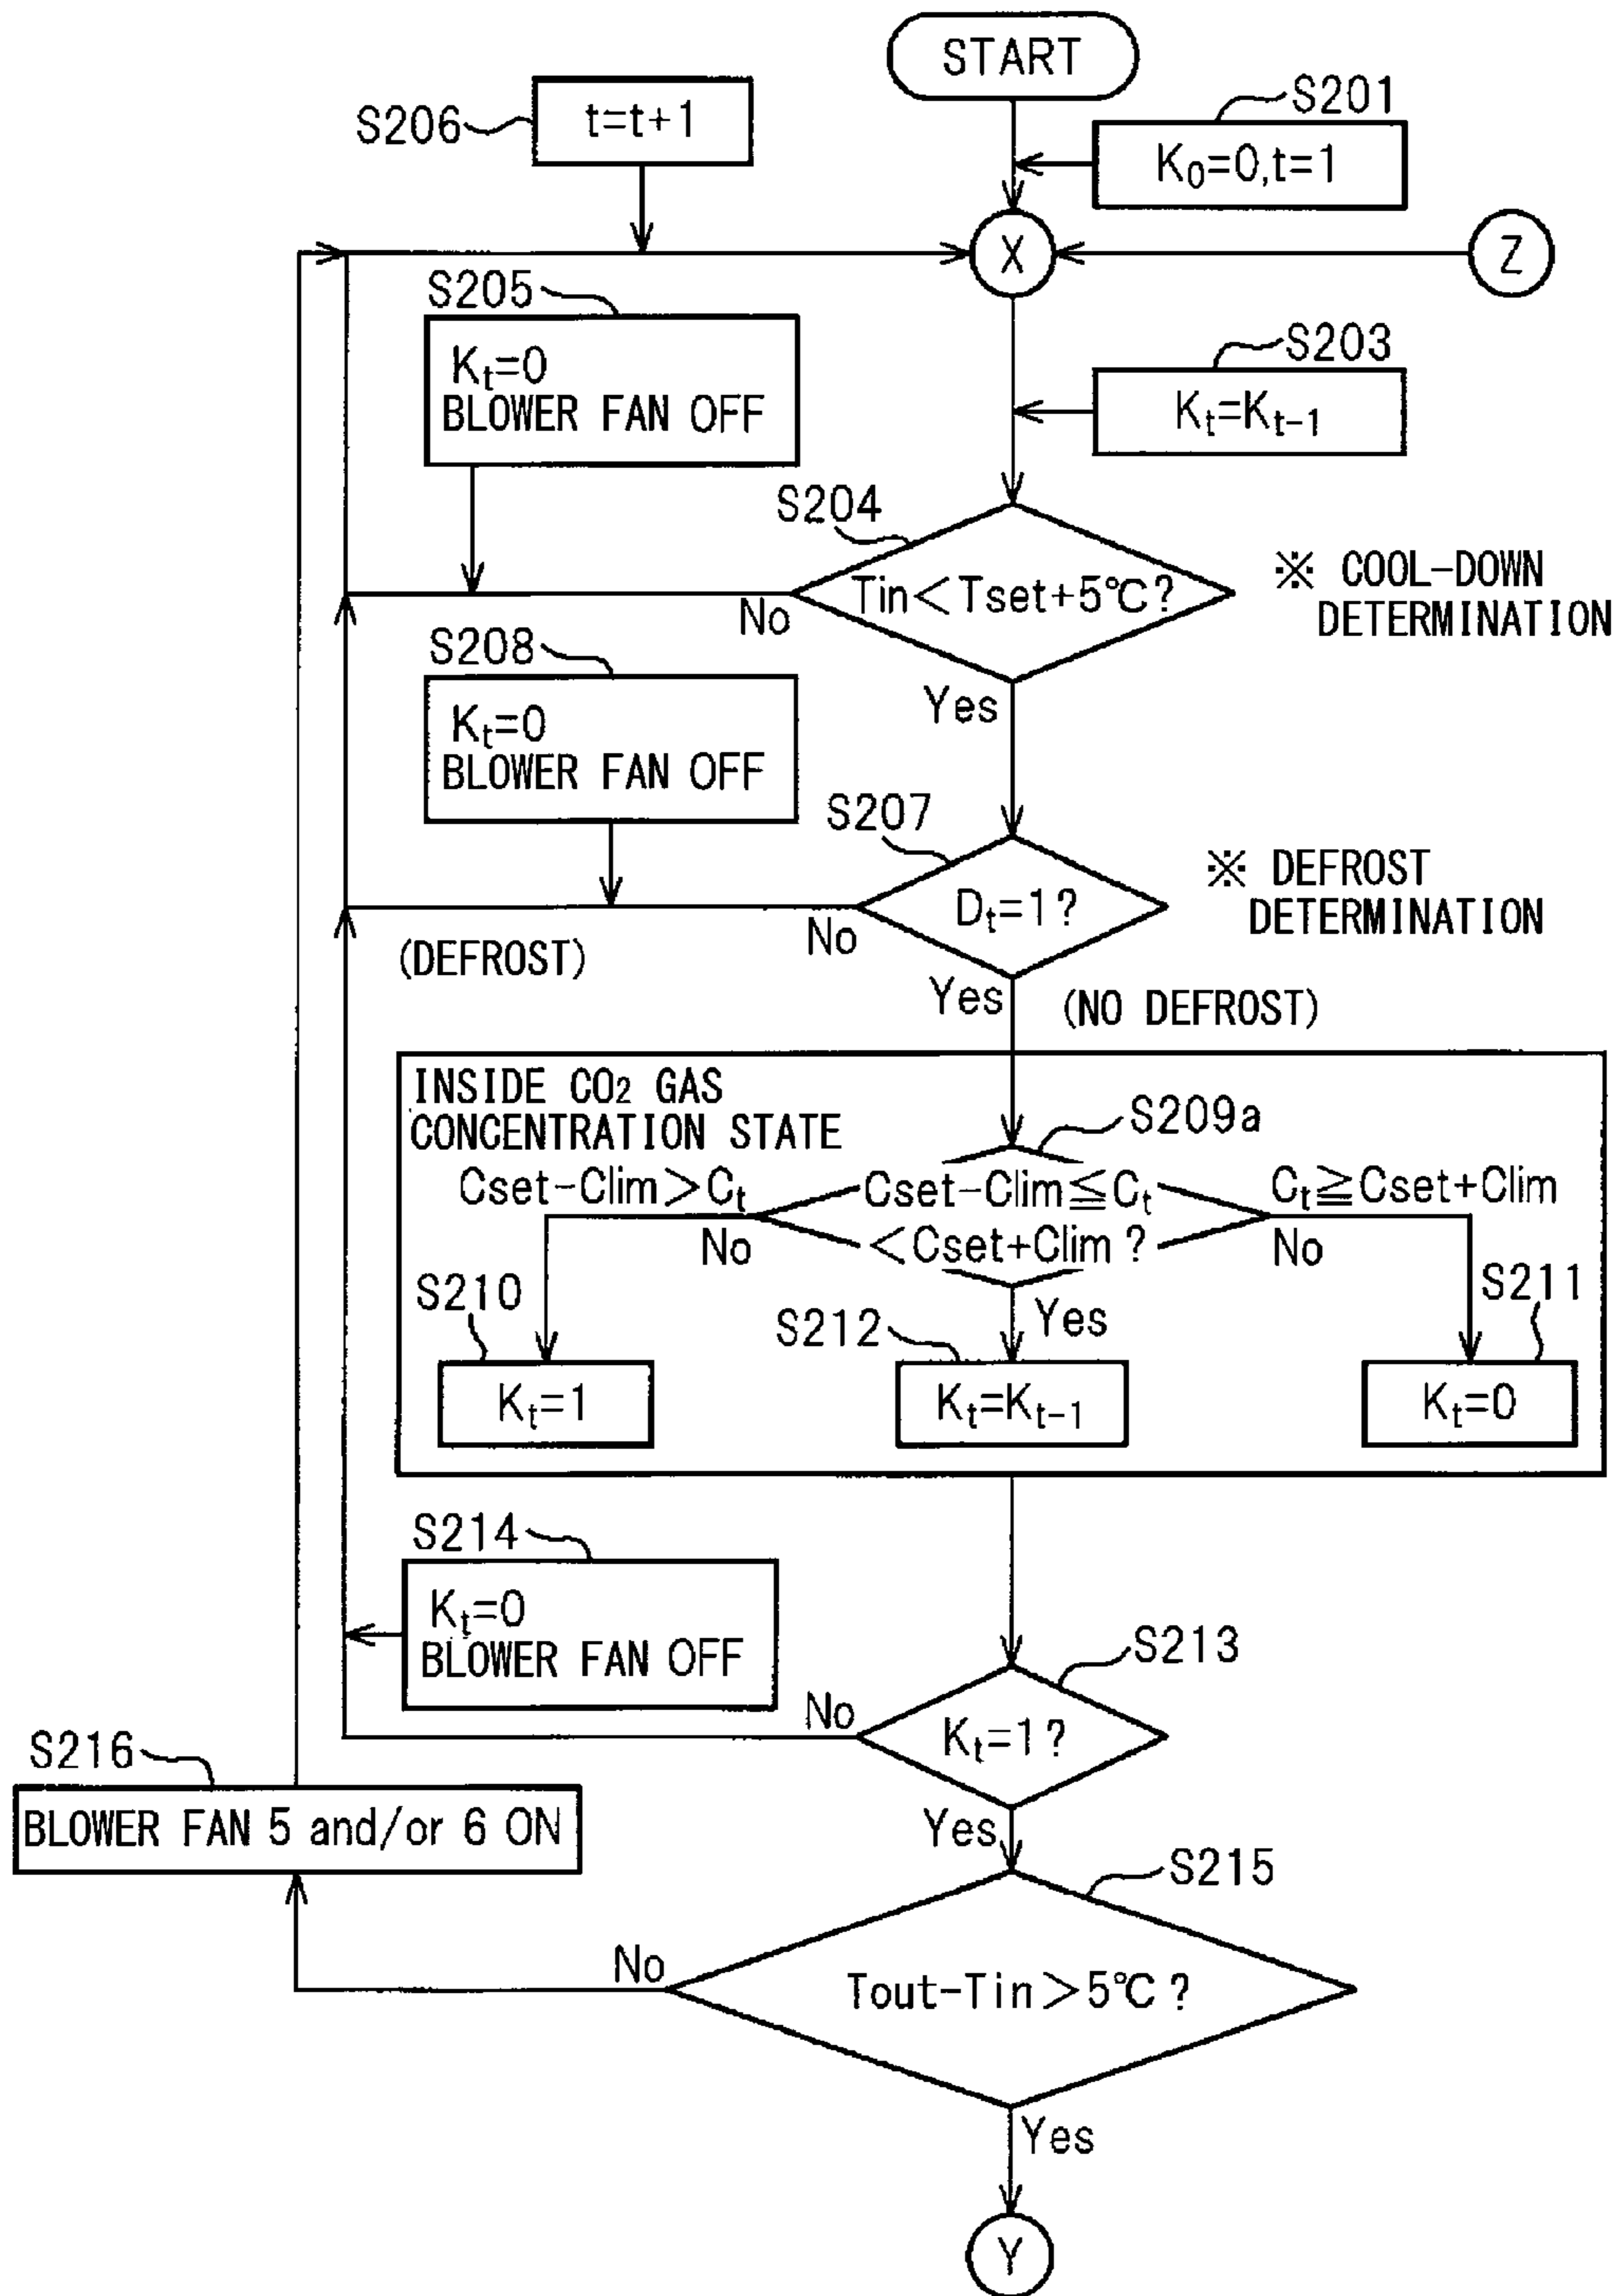 START
S201
K₀=0,t=1
S206
t=t+1
X
Z
S205
Kₜ=0
BLOWER FAN OFF
S203
Kₜ=Kₜ₋₁
S204
Tin<Tset+5℃?
No
Yes
※ COOL-DOWN
DETERMINATION
S208
Kₜ=0
BLOWER FAN OFF
S207
Dₜ=1?
No
Yes
※ DEFROST
DETERMINATION
(DEFROST)
(NO DEFROST)
INSIDE CO₂ GAS
CONCENTRATION STATE
S209a
Cset-Clim>Cₜ
No
Cset-Clim≦Cₜ
<Cset+Clim?
Cₜ≧Cset+Clim
No
Yes
S210
Kₜ=1
S212
Kₜ=Kₜ₋₁
S211
Kₜ=0
S214
Kₜ=0
BLOWER FAN OFF
S213
Kₜ=1?
No
Yes
S216
BLOWER FAN 5 and/or 6 ON
S215
Tout-Tin>5℃?
No
Yes
Y